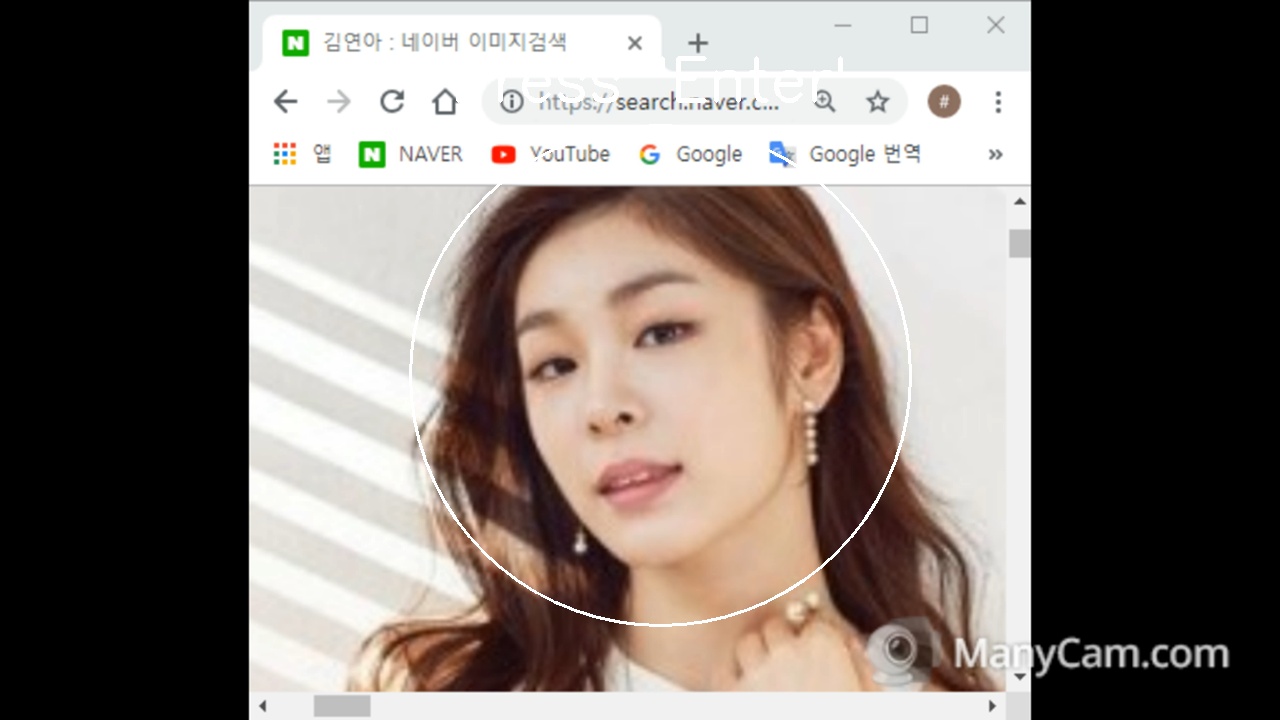 김연아 : 네이버 이미지검색
ress 'Enter'
https://search.naver.c...
#
앱
NAVER
YouTube
Google
Google 번역
ManyCam.com